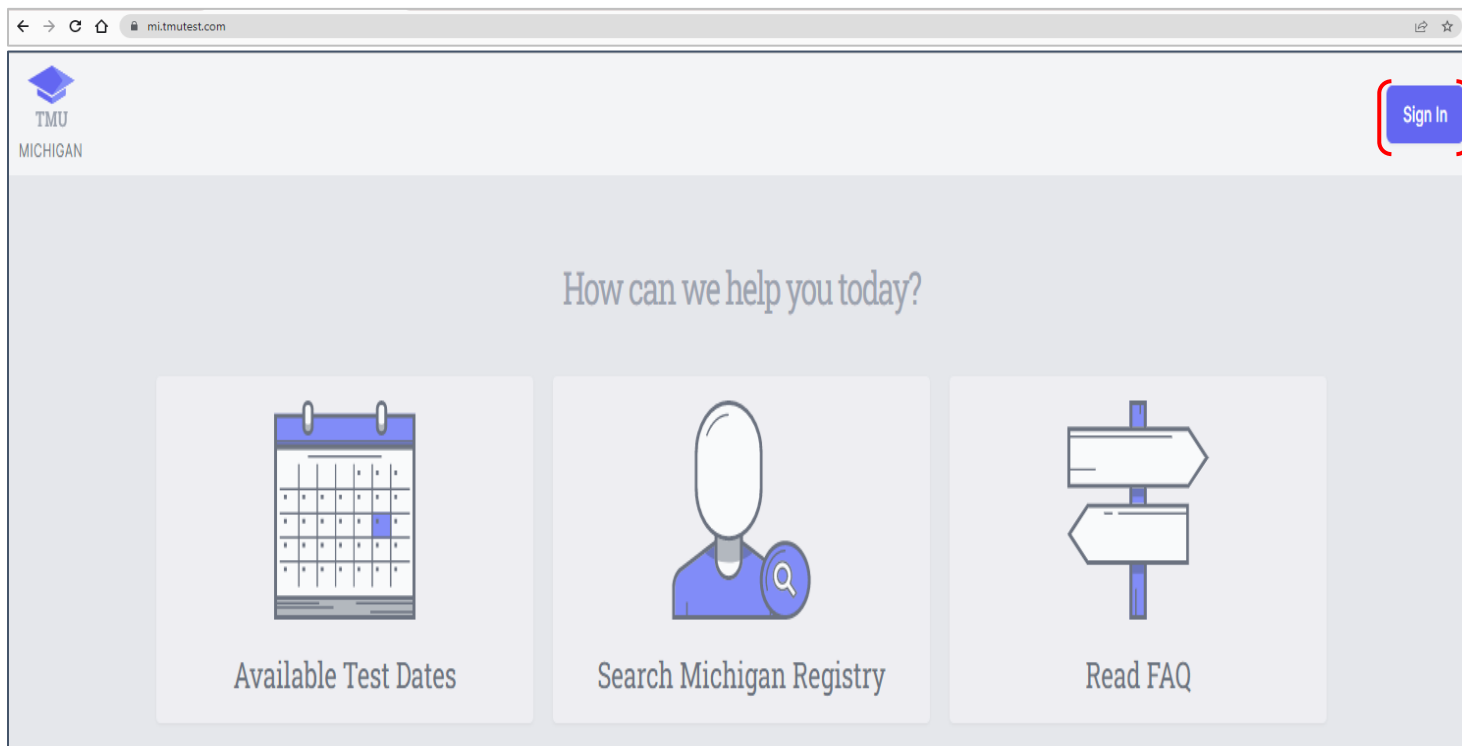 mi.tmutest.com
TMU
MICHIGAN
Sign In
How can we help you today?
Available Test Dates
Search Michigan Registry
Read FAQ